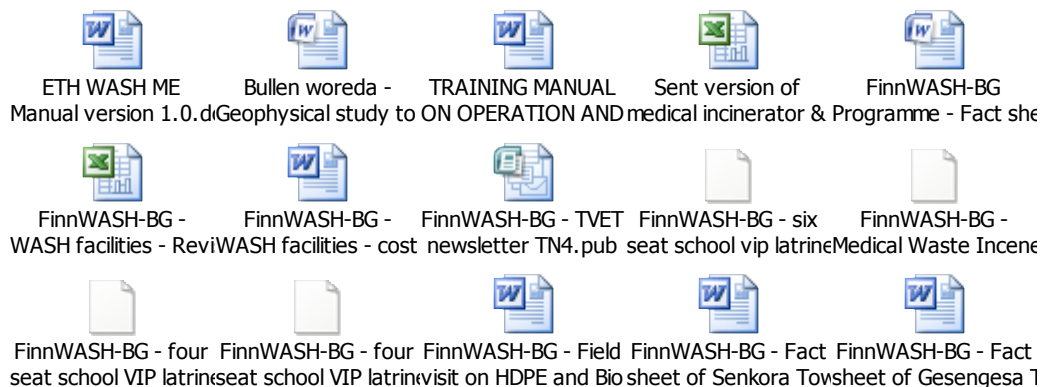 ETH WASH ME Bullen woreda - TRAINING MANUAL Sent version of FinnWASH-BG
Manual version 1.0.d Geophysical study to ON OPERATION AND medical incinerator & Programme - Fact she
FinnWASH-BG - FinnWASH-BG - FinnWASH-BG - TVET FinnWASH-BG - six FinnWASH-BG -
WASH facilities - Revi WASH facilities - cost newsletter TN4.pub seat school vip latrine Medical Waste Incene
FinnWASH-BG - four FinnWASH-BG - four FinnWASH-BG - Field FinnWASH-BG - Fact FinnWASH-BG - Fact
seat school VIP latrine seat school VIP latrine visit on HDPE and Bio sheet of Senkora Tow sheet of Gesengesa T